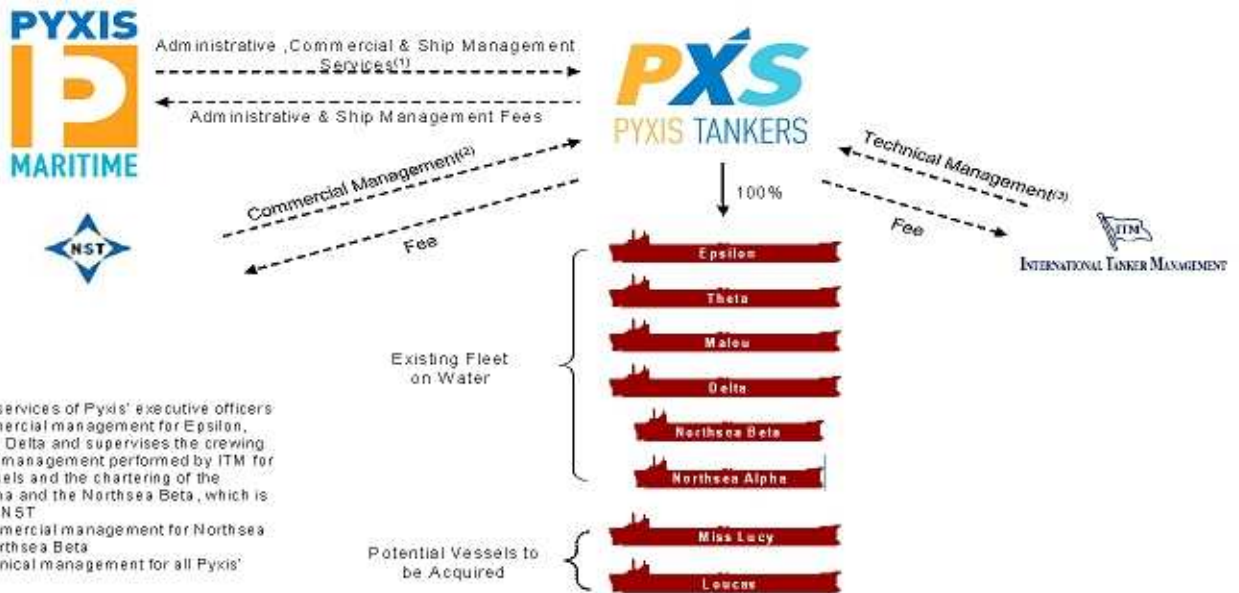 PYXIS
MARITIME
Administrative ,Commercial & Ship Management
Services(1)
Administrative & Ship Management Fees
PXS
PYXIS TANKERS
Commercial Management(2)
Fee
NST
100%
Technical Management(3)
Fee
ITM
INTERNATIONAL TANKER MANAGEMENT
Existing Fleet
on Water
Epsilon
Theta
Malou
Delta
Northsea Beta
Northsea Alpha
Potential Vessels to
be Acquired
Miss Lucy
Loucas
services of Pyxis' executive officers
mercial management for Epsilon,
Delta and supervises the crewing
management performed by ITM for
sels and the chartering of the
na and the Northsea Beta, which is
NST
mmercial management for Northsea
rthsea Beta
nical management for all Pyxis'